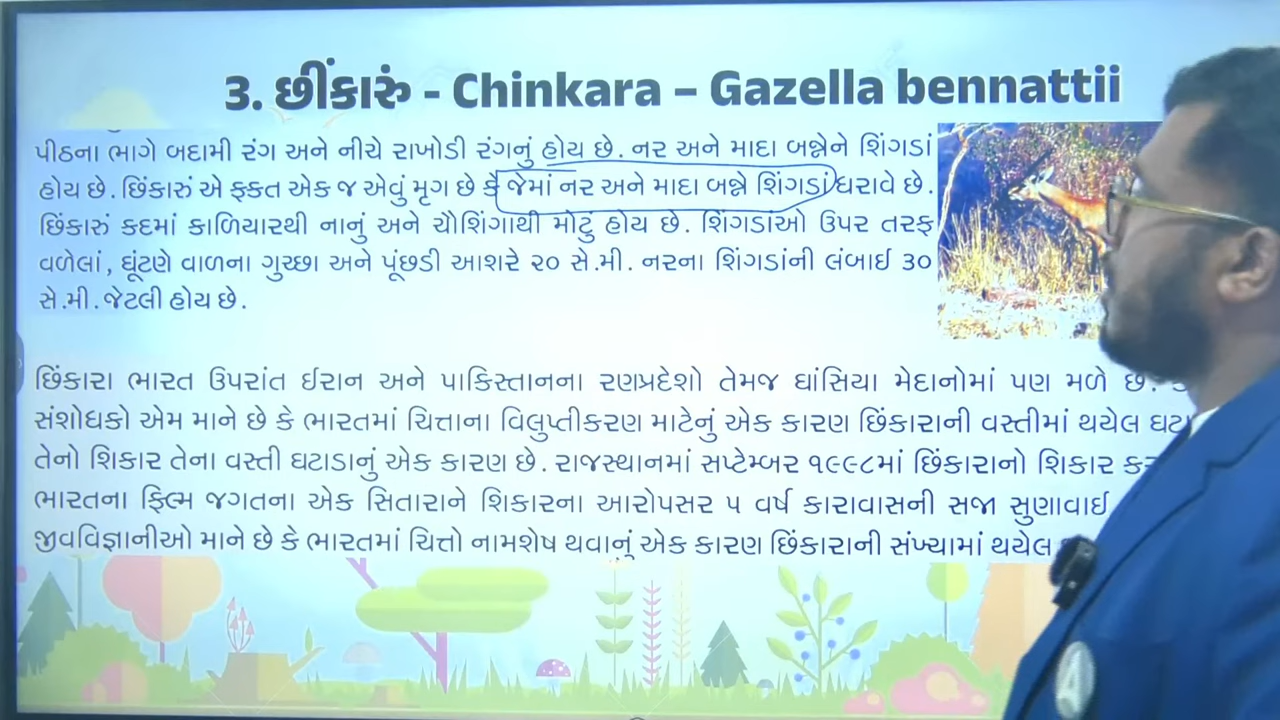 3. છીંકારું - Chinkara – Gazella bennattii
પીઠના ભાગે બદામી રંગ અને નીચે રાખોડી રંગનું હોય છે. નર અને માદા બન્નેને શિંગડાં
હોય છે. છિંકારું એ ફકત એક જ એવું મૃગ છે કે જેમાં નર અને માદા બન્ને શિંગડાં ધરાવે છે.
છિંકારું કદમાં કાળિયારથી નાનું અને ચૌશિંગાથી મોટું હોય છે. શિંગડાંઓ ઉપર તરફ
વળેલાં, ઘૂંટણે વાળના ગુચ્છા અને પૂંછડી આશરે ૨૦ સે.મી. નરના શિંગડાંની લંબાઈ ૩૦
સે.મી. જેટલી હોય છે.
છિંકારા ભારત ઉપરાંત ઈરાન અને પાકિસ્તાનના રણપ્રદેશો તેમજ ઘાંસિયા મેદાનોમાં પણ મળે છે.
સંશોધકો એમ માને છે કે ભારતમાં ચિત્તાના વિલુપ્તીકરણ માટેનું એક કારણ છિંકારાની વસ્તીમાં થયેલ
તેનો શિકાર તેના વસ્તી ઘટાડાનું એક કારણ છે. રાજસ્થાનમાં સપ્ટેમ્બર ૧૯૯૮માં છિંકારાનો શિકાર
ભારતના ફિલ્મ જગતના એક સિતારાને શિકારના આરોપસર ૫ વર્ષ કારાવાસની સજા સુણાવાઈ
જીવવિજ્ઞાનીઓ માને છે કે ભારતમાં ચિત્તો નામશેષ થવાનું એક કારણ છિંકારાની સંખ્યામાં થયેલ